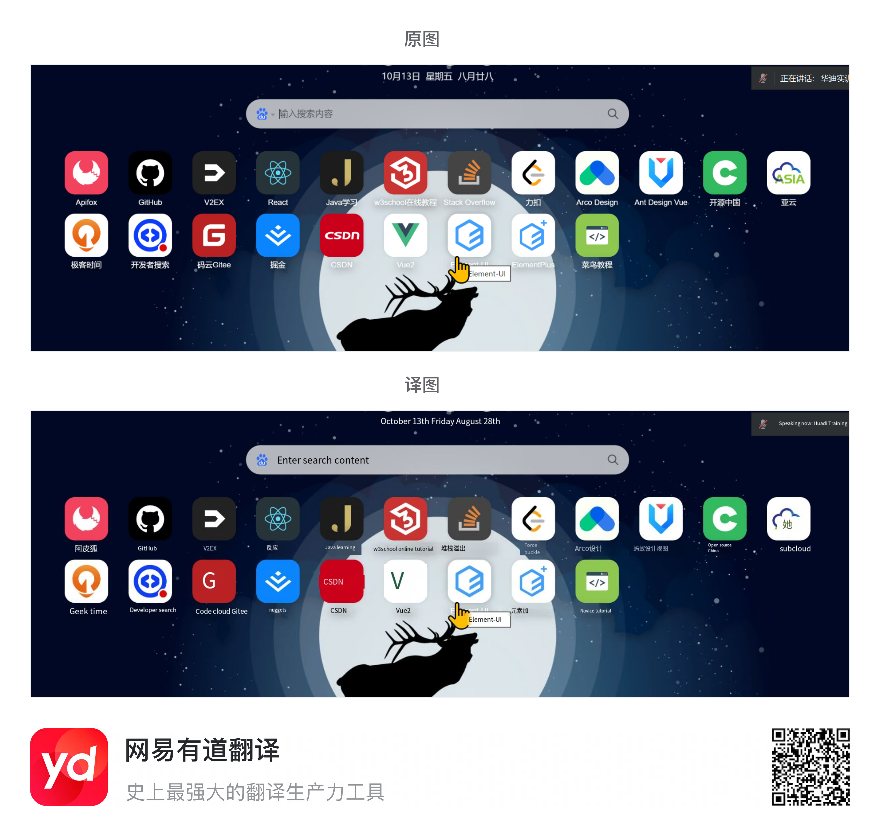 原图
10月13日 星期五 八月廿八
正在讲话: 华迪实训
输入搜索内容
Apifox GitHub V2EX React Java学习 w3school在线教程 Stack Overflow 力扣 Arco Design Ant Design Vue 开源中国 亚云
ASIA
CSDN
极客时间 开发者搜索 码云Gitee 掘金 CSDN Vue2 Element-UI ElementPlus 菜鸟教程
Element-UI
译图
October 13th Friday August 28th
Speaking now: Huadi Training
Enter search content
她
阿皮狐 GitHub V2EX 反应 Java learning w3school online tutorial 堆栈溢出 Force buckle Arco设计 蚂蚁设计视图 Open source China subcloud
G CSDN V
Geek time Developer search Code cloud Gitee nuggets CSDN Vue2 元素加 Novice tutorial
Element-UI
yd
网易有道翻译
史上最强大的翻译生产力工具